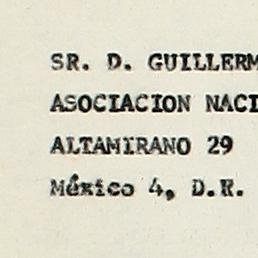 SR. D. GUILLERM
ASOCIACION NACI
ALTAMIRANO 29
México 4, D.R.